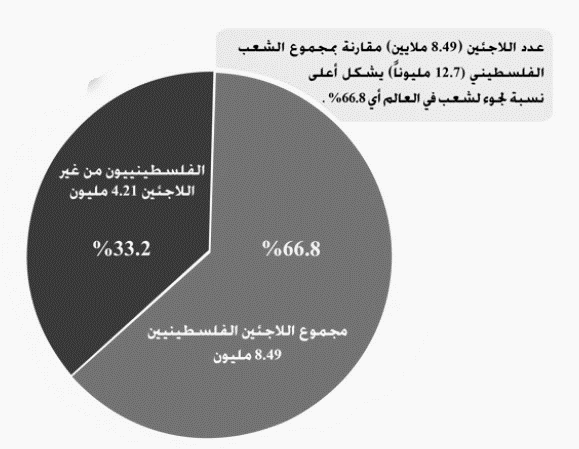 عدد اللاجئين (8.49 ملايين) مقارنة بمجموع الشعب
الفلسطيني (12.7 مليوناً) يشكل أعلى
نسبة لجوء لشعب في العالم أي 66.8% .
الفلسطينييون من غير
اللاجئين 4.21 مليون
%33.2
%66.8
مجموع اللاجئين الفلسطينيين
8.49 مليون